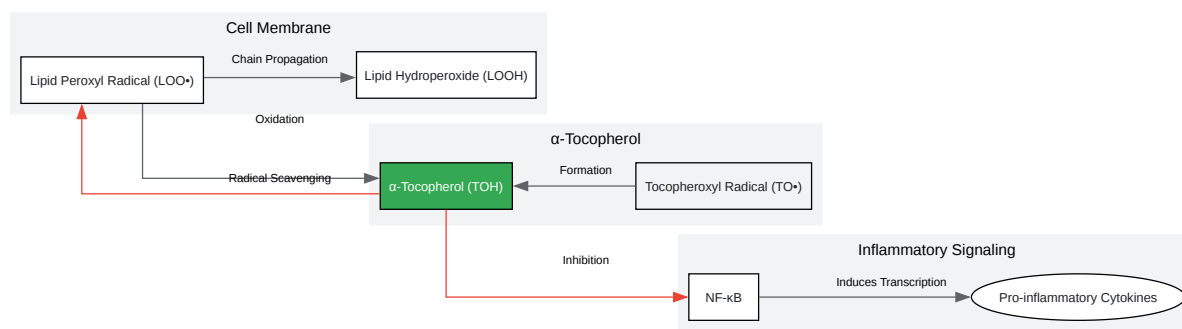 Cell Membrane
Chain Propagation
Lipid Peroxyl Radical (LOO•)
Lipid Hydroperoxide (LOOH)
Oxidation
α-Tocopherol
Radical Scavenging
α-Tocopherol (TOH)
Formation
Tocopheroxyl Radical (TO•)
Inflammatory Signaling
Inhibition
NF-κB
Induces Transcription
Pro-inflammatory Cytokines